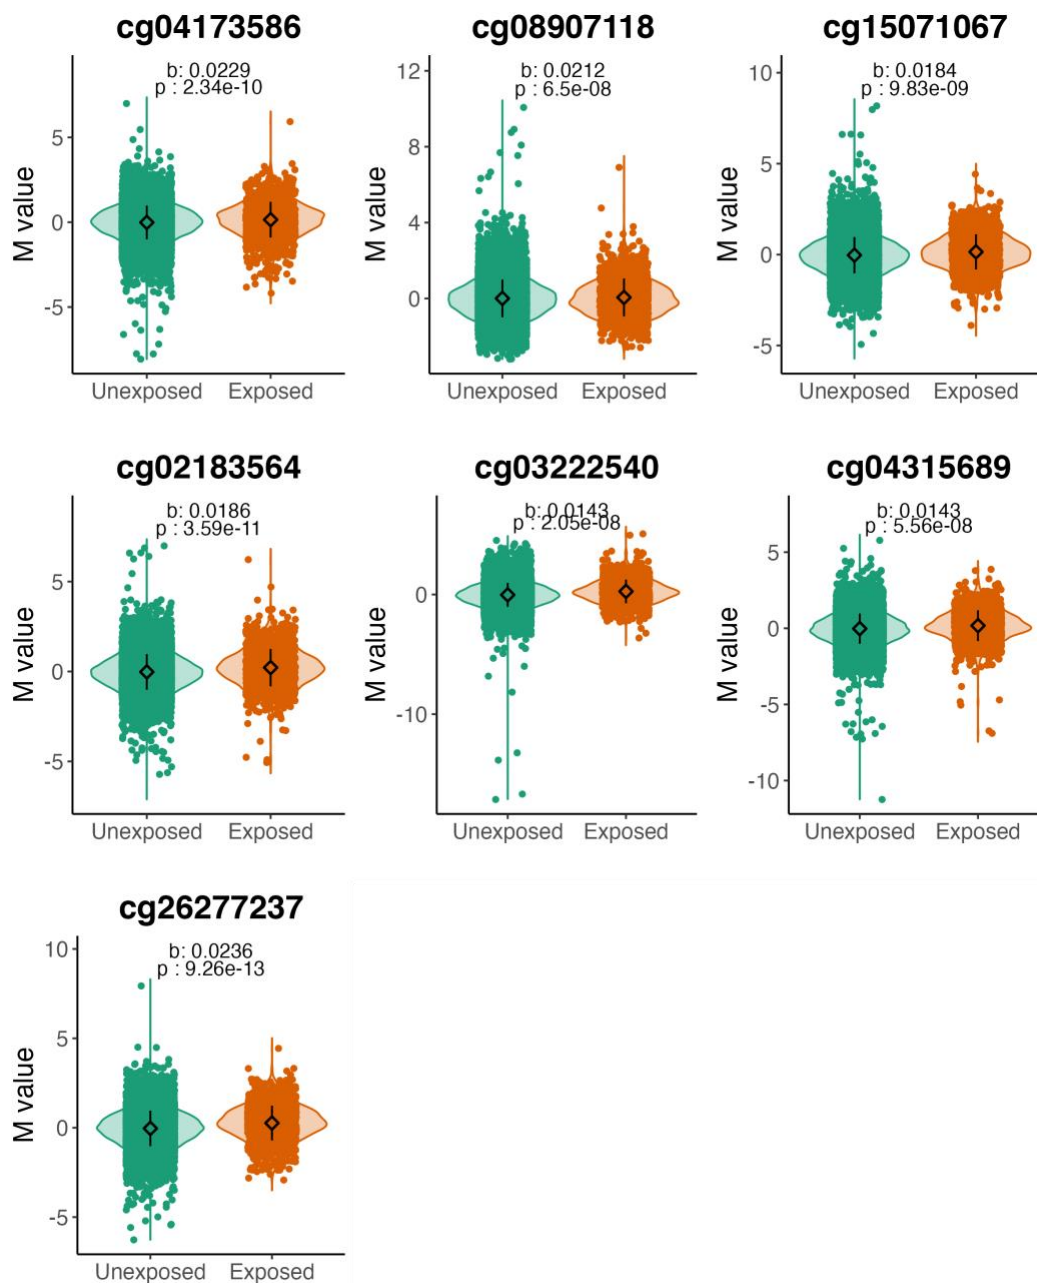 cg04173586
b: 0.0229
p : 2.34e-10
M value
5
0
-5
Unexposed Exposed
cg08907118
b: 0.0212
p : 6.5e-08
M value
12
8
4
0
Unexposed Exposed
cg15071067
b: 0.0184
p : 9.83e-09
M value
10
5
0
-5
Unexposed Exposed
cg02183564
b: 0.0186
p : 3.59e-11
M value
5
0
-5
Unexposed Exposed
cg03222540
b: 0.0143
p : 2.05e-08
M value
0
-10
Unexposed Exposed
cg04315689
b: 0.0143
p : 5.56e-08
M value
5
0
-5
-10
Unexposed Exposed
cg26277237
b: 0.0236
p : 9.26e-13
M value
10
5
0
-5
Unexposed Exposed